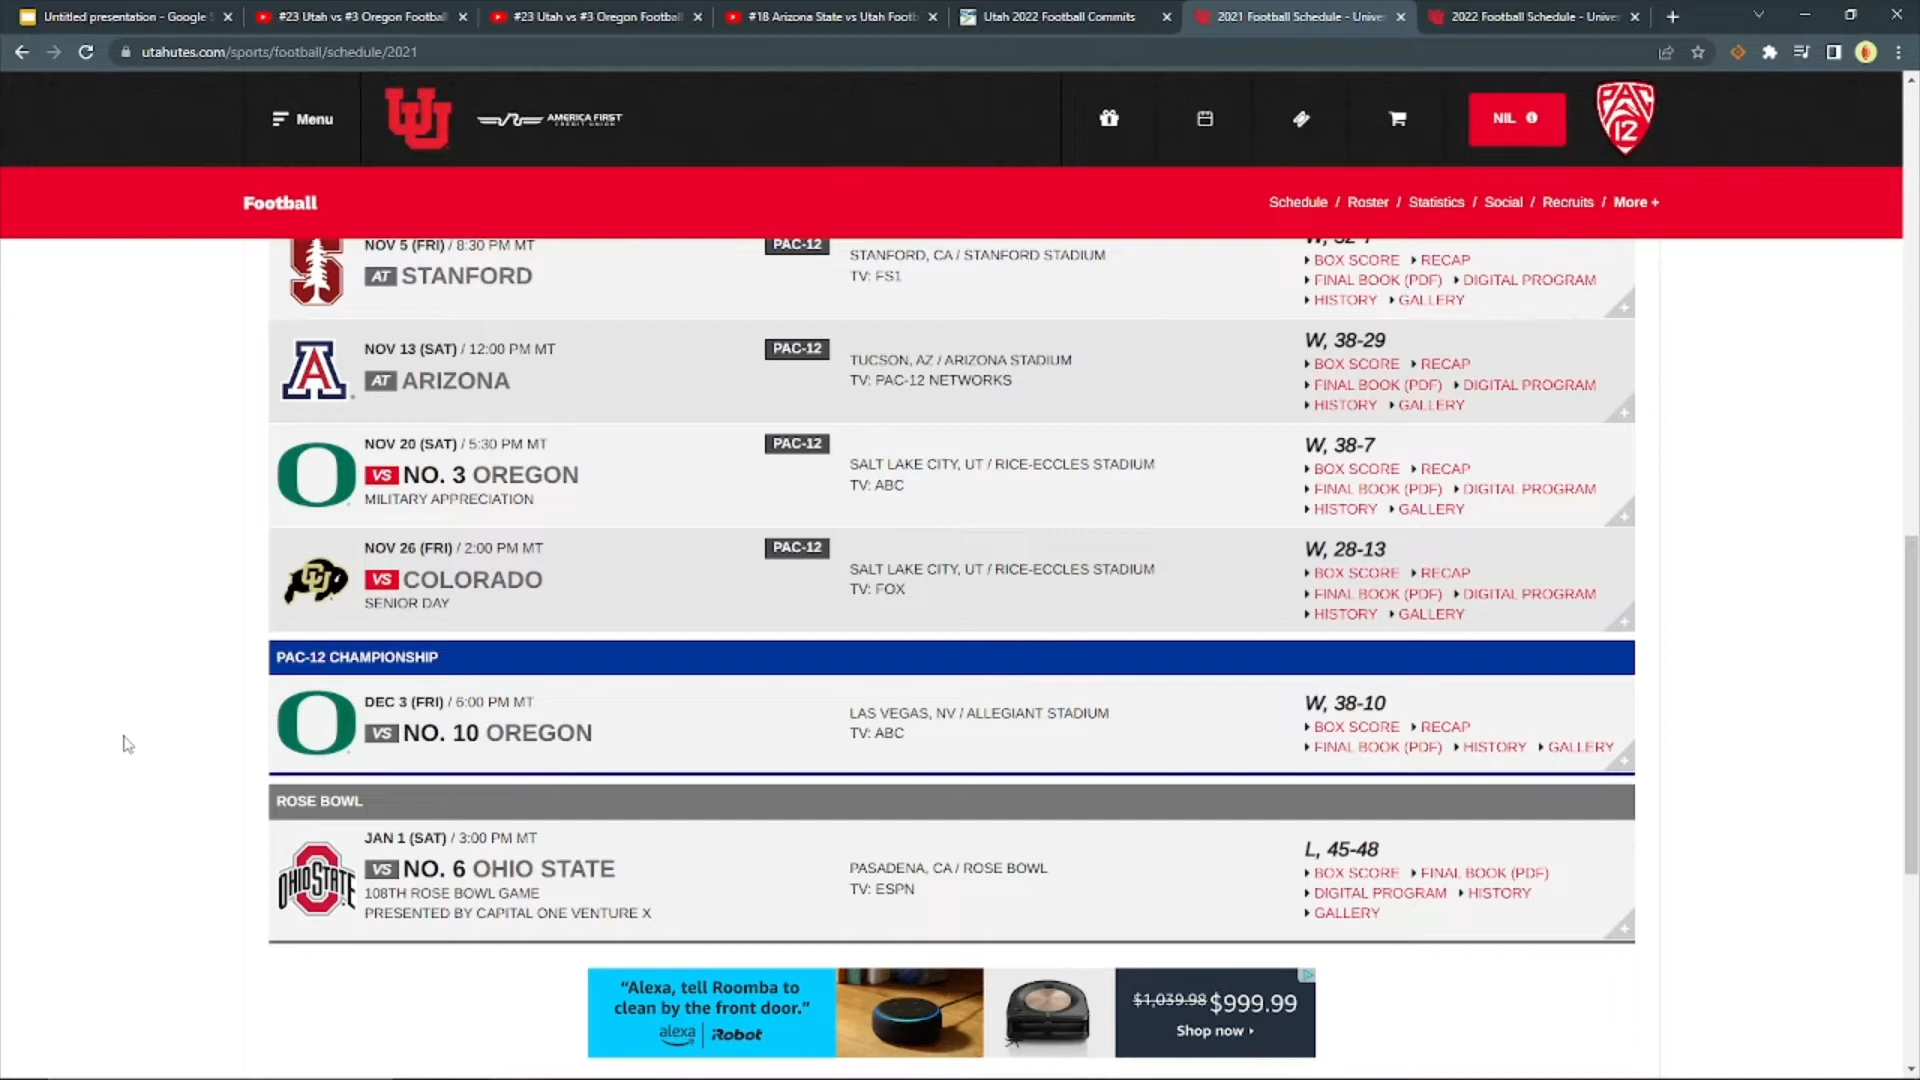 Untitled presentation - Google S
#23 Utah vs #3 Oregon Footbal
#23 Utah vs #3 Oregon Football
#18 Arizona State vs Utah Footb
Utah 2022 Football Commits
2021 Football Schedule - Univer
2022 Football Schedule - Univer
utahutes.com/sports/football/schedule/2021
Menu
AMERICA FIRST
CREDIT UNION
NIL
PAC
12
Football
Schedule / Roster / Statistics / Social / Recruits / More +
NOV 5 (FRI) / 8:30 PM MT
AT STANFORD
PAC-12
STANFORD, CA / STANFORD STADIUM
TV: FS1
W, 52-7
BOX SCORE RECAP
FINAL BOOK (PDF) DIGITAL PROGRAM
HISTORY GALLERY
NOV 13 (SAT) / 12:00 PM MT
AT ARIZONA
PAC-12
TUCSON, AZ / ARIZONA STADIUM
TV: PAC-12 NETWORKS
W, 38-29
BOX SCORE RECAP
FINAL BOOK (PDF) DIGITAL PROGRAM
HISTORY GALLERY
NOV 20 (SAT) / 5:30 PM MT
VS NO. 3 OREGON
MILITARY APPRECIATION
PAC-12
SALT LAKE CITY, UT / RICE-ECCLES STADIUM
TV: ABC
W, 38-7
BOX SCORE RECAP
FINAL BOOK (PDF) DIGITAL PROGRAM
HISTORY GALLERY
NOV 26 (FRI) / 2:00 PM MT
VS COLORADO
SENIOR DAY
PAC-12
SALT LAKE CITY, UT / RICE-ECCLES STADIUM
TV: FOX
W, 28-13
BOX SCORE RECAP
FINAL BOOK (PDF) DIGITAL PROGRAM
HISTORY GALLERY
PAC-12 CHAMPIONSHIP
DEC 3 (FRI) / 6:00 PM MT
VS NO. 10 OREGON
LAS VEGAS, NV / ALLEGIANT STADIUM
TV: ABC
W, 38-10
BOX SCORE RECAP
FINAL BOOK (PDF) HISTORY GALLERY
ROSE BOWL
OHIO STATE
JAN 1 (SAT) / 3:00 PM MT
VS NO. 6 OHIO STATE
108TH ROSE BOWL GAME
PRESENTED BY CAPITAL ONE VENTURE X
PASADENA, CA / ROSE BOWL
TV: ESPN
L, 45-48
BOX SCORE FINAL BOOK (PDF)
DIGITAL PROGRAM HISTORY
GALLERY
“Alexa, tell Roomba to
clean by the front door.”
alexa | iRobot
$1,039.98 $999.99
Shop now